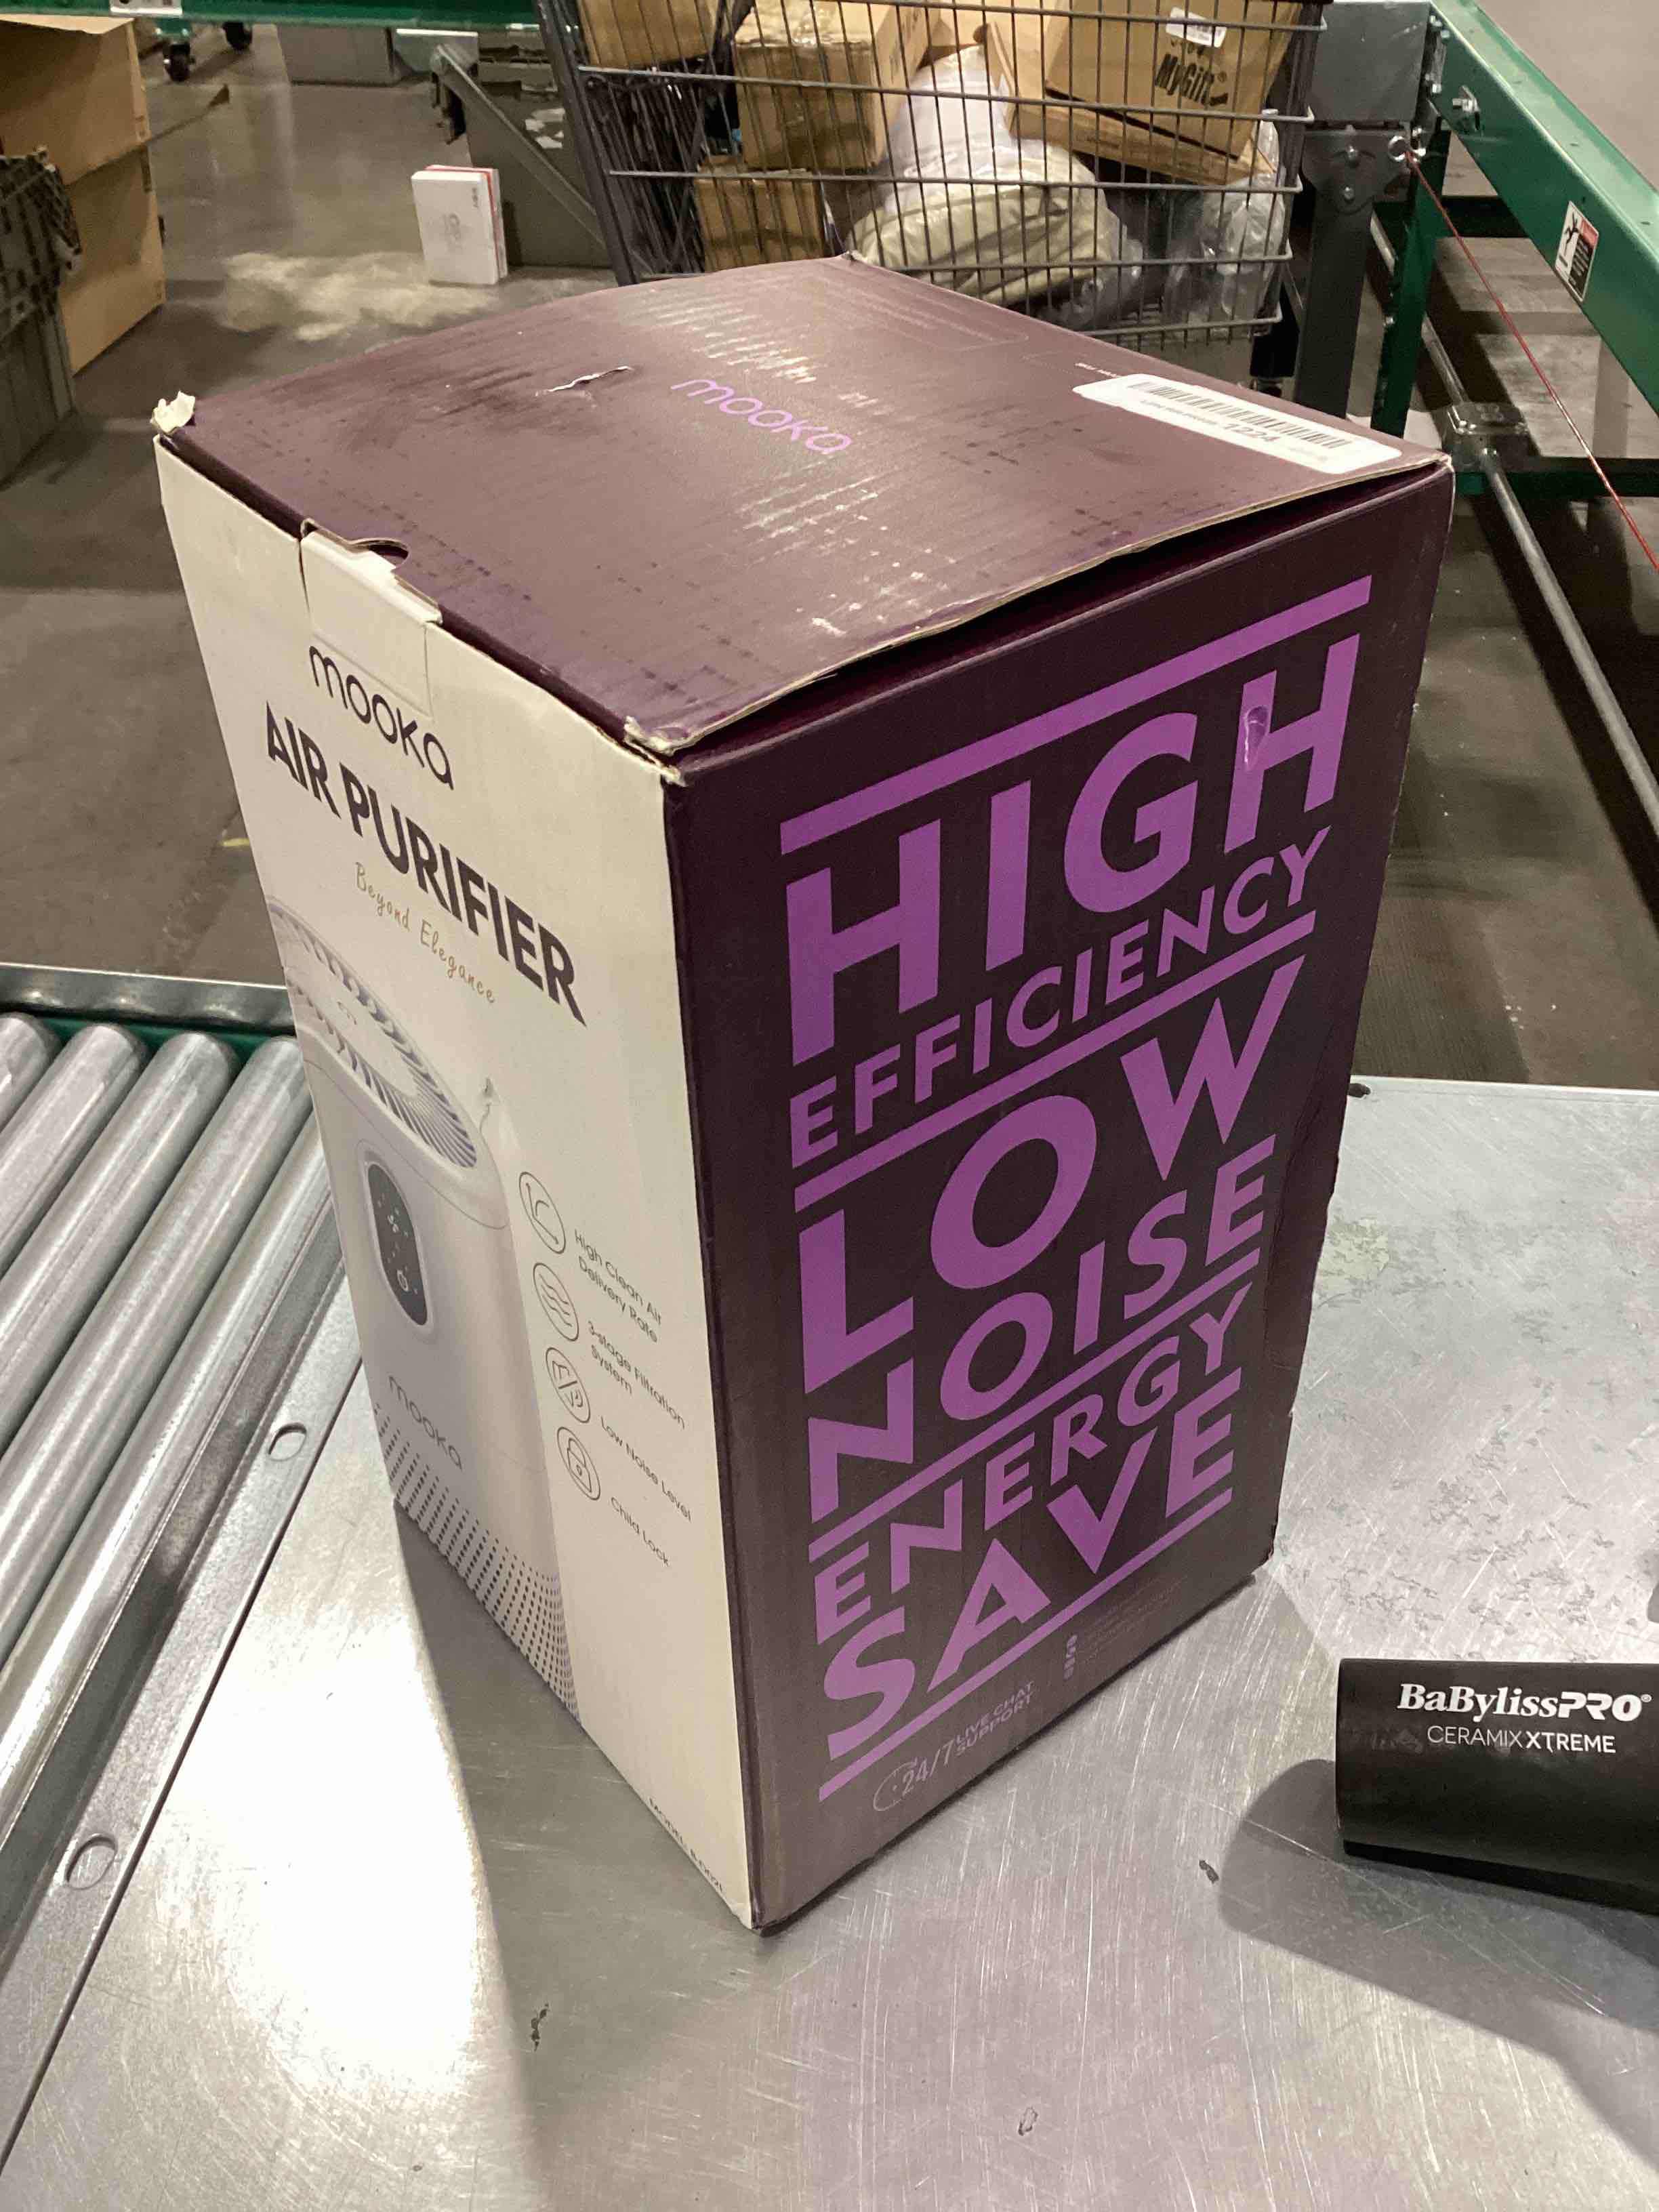 MyGift
mooka
mooka
AIR PURIFIER
Beyond Elegance
High Clean Air
Delivery Rate
3-stage Filtration
System
Low Noise Level
Child Lock
mooka
HIGH
EFFICIENCY
LOW
NOISE
ENERGY
SAVE
24/7 LIVE CHAT
SUPPORT
BaBylissPRO®
CERAMIX XTREME